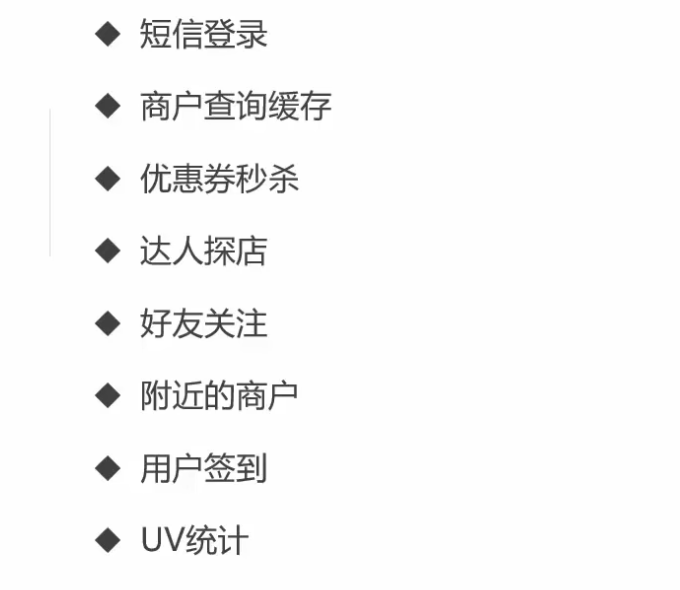 ◆ 短信登录
◆ 商户查询缓存
◆ 优惠券秒杀
◆ 达人探店
◆ 好友关注
◆ 附近的商户
◆ 用户签到
◆ UV统计